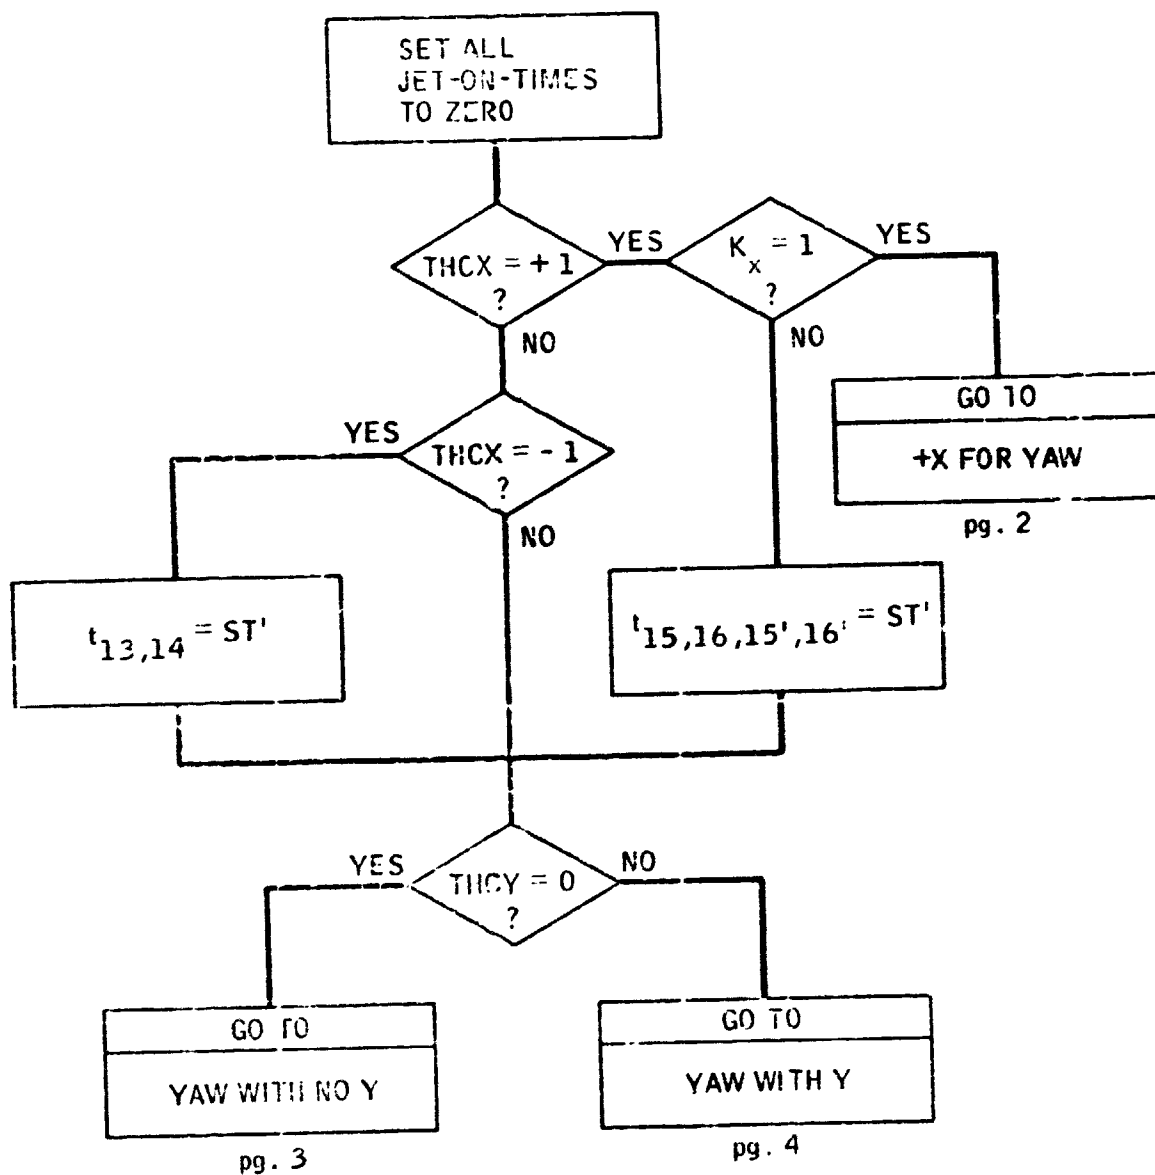 SET ALL
JET-ON-TIMES
TO ZERO
THCX = + 1
?
YES
NO
K_x = 1
?
YES
NO
GO TO
+X FOR YAW
pg. 2
YES
THCX = - 1
?
NO
t_13,14 = ST'
t_15,16,15',16' = ST'
YES
THCY = 0
?
NO
GO TO
YAW WITH NO Y
pg. 3
GO TO
YAW WITH Y
pg. 4